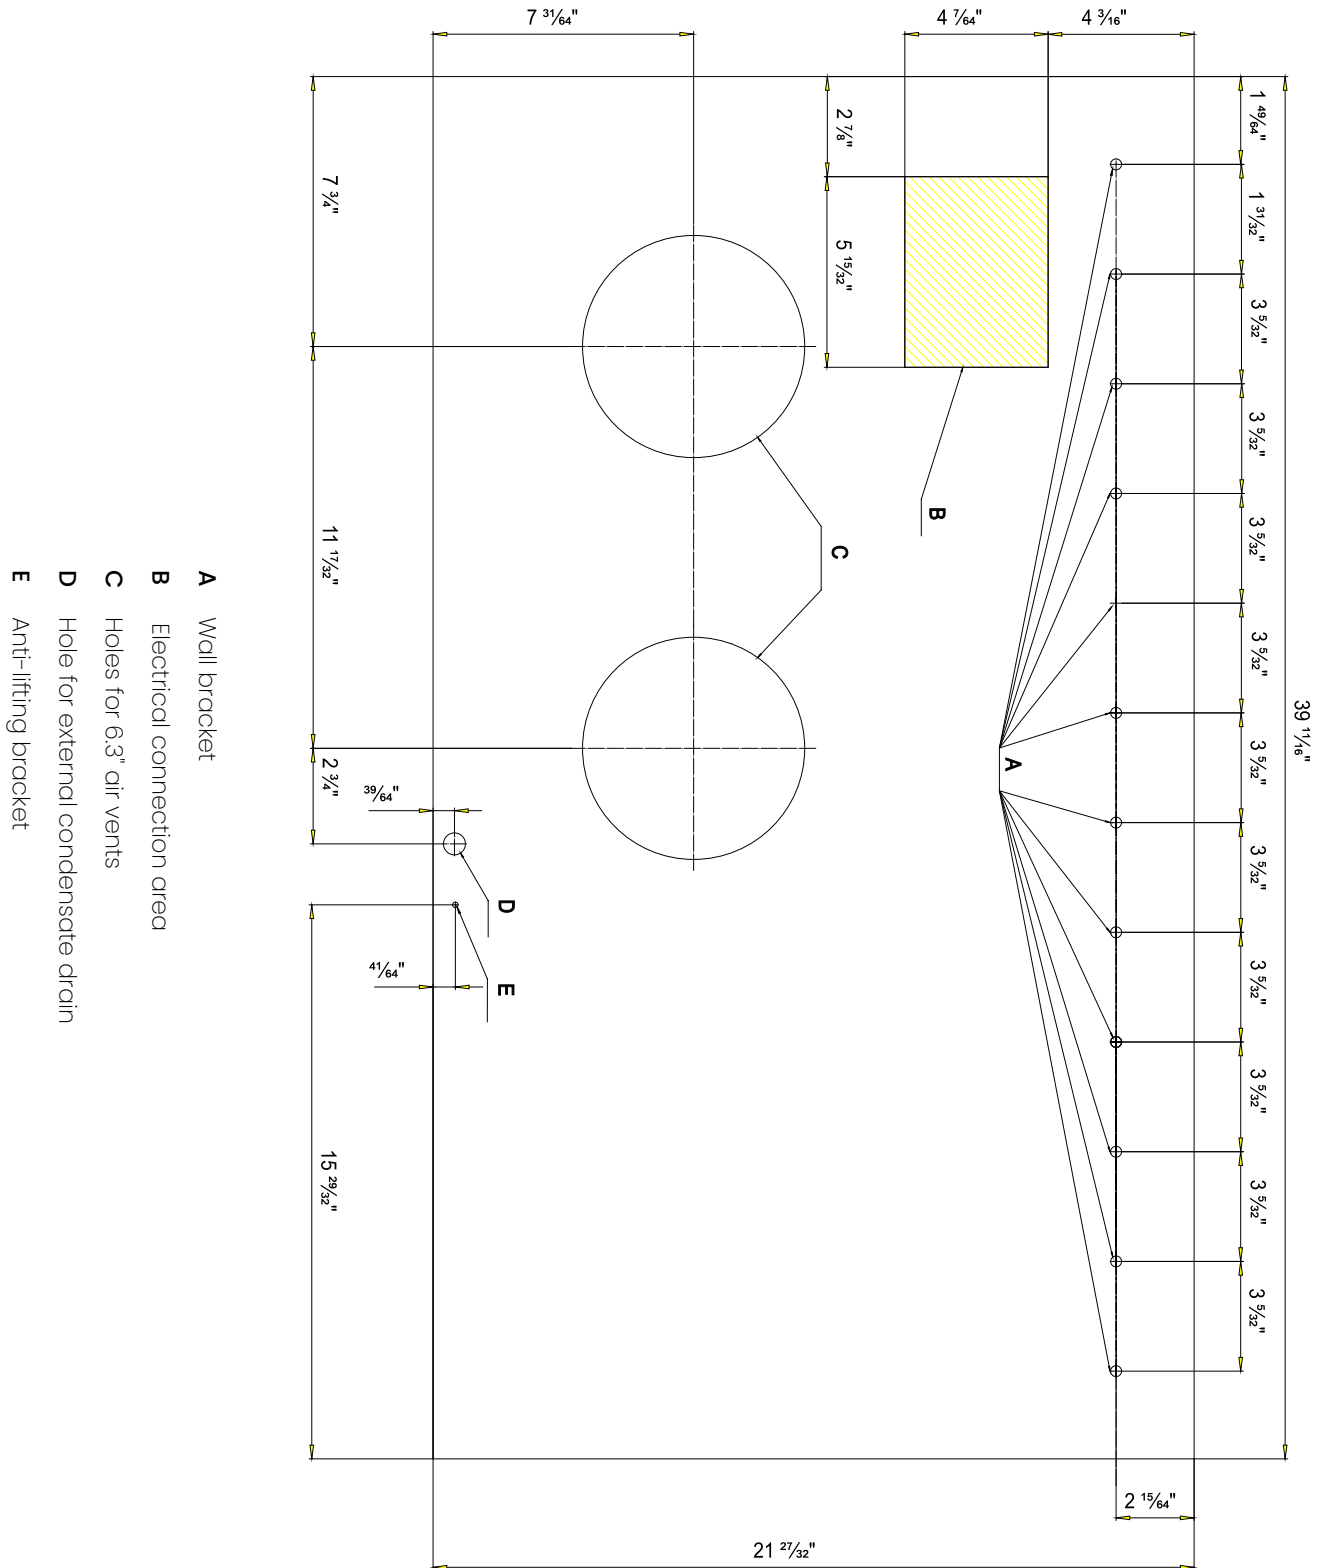 39 11/16"
1 49/64"
1 31/32"
3 5/32"
3 5/32"
3 5/32"
3 5/32"
3 5/32"
3 5/32"
3 5/32"
3 5/32"
3 5/32"
3 5/32"
4 3/16"
2 15/64"
A
4 7/64"
B
2 7/8"
5 15/32"
C
21 27/32"
7 31/64"
D
E
39/64"
41/64"
7 3/4"
11 17/32"
2 3/4"
15 29/32"
A Wall bracket
B Electrical connection area
C Holes for 6.3" air vents
D Hole for external condensate drain
E Anti-lifting bracket